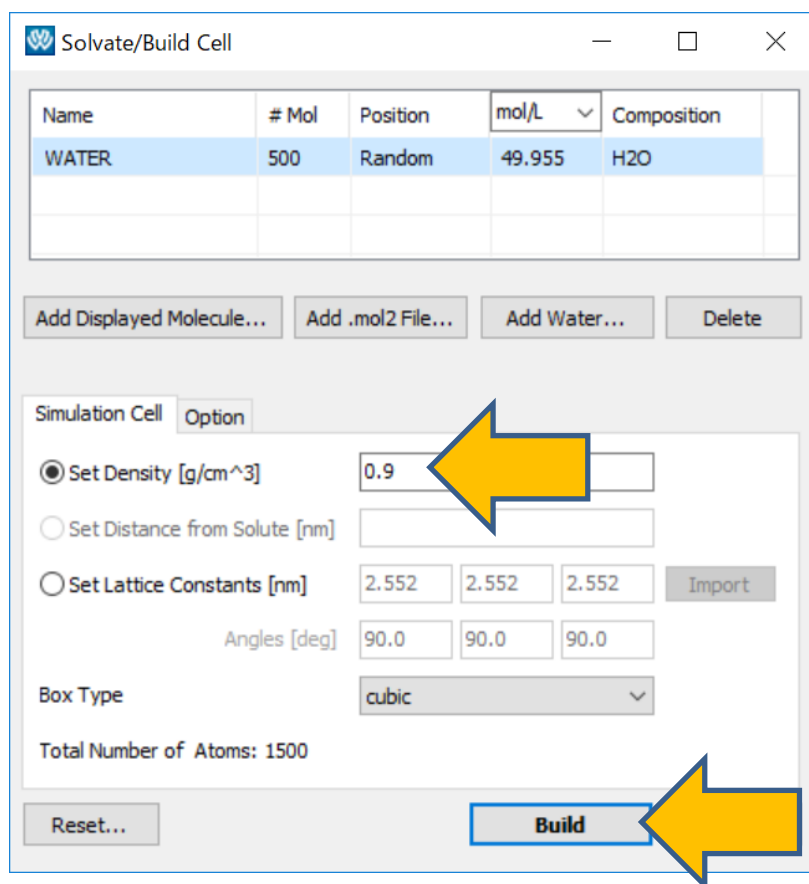 Solvate/Build Cell
Name # Mol Position mol/L Composition
WATER 500 Random 49.955 H2O
Add Displayed Molecule... Add .mol2 File... Add Water... Delete
Simulation Cell Option
Set Density [g/cm^3] 0.9
Set Distance from Solute [nm]
Set Lattice Constants [nm] 2.552 2.552 2.552 Import
Angles [deg] 90.0 90.0 90.0
Box Type cubic
Total Number of Atoms: 1500
Reset... Build